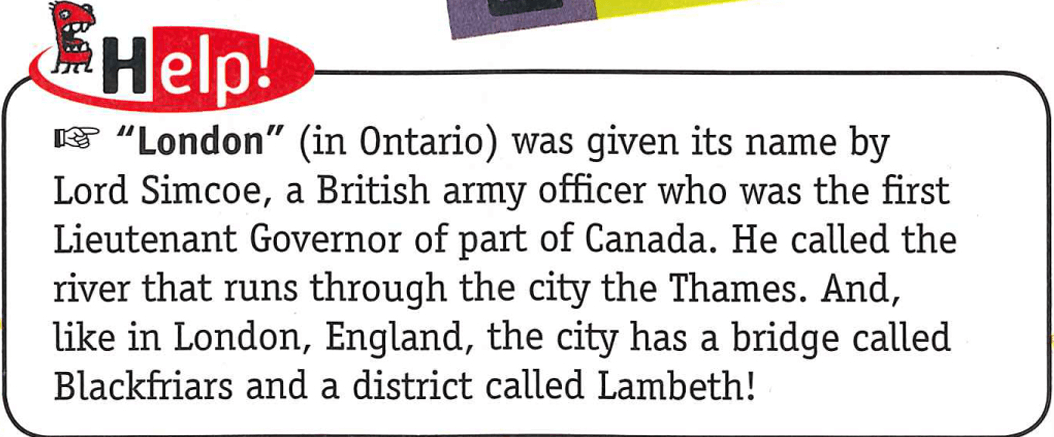 Help!
☞ “London” (in Ontario) was given its name by
Lord Simcoe, a British army officer who was the first
Lieutenant Governor of part of Canada. He called the
river that runs through the city the Thames. And,
like in London, England, the city has a bridge called
Blackfriars and a district called Lambeth!